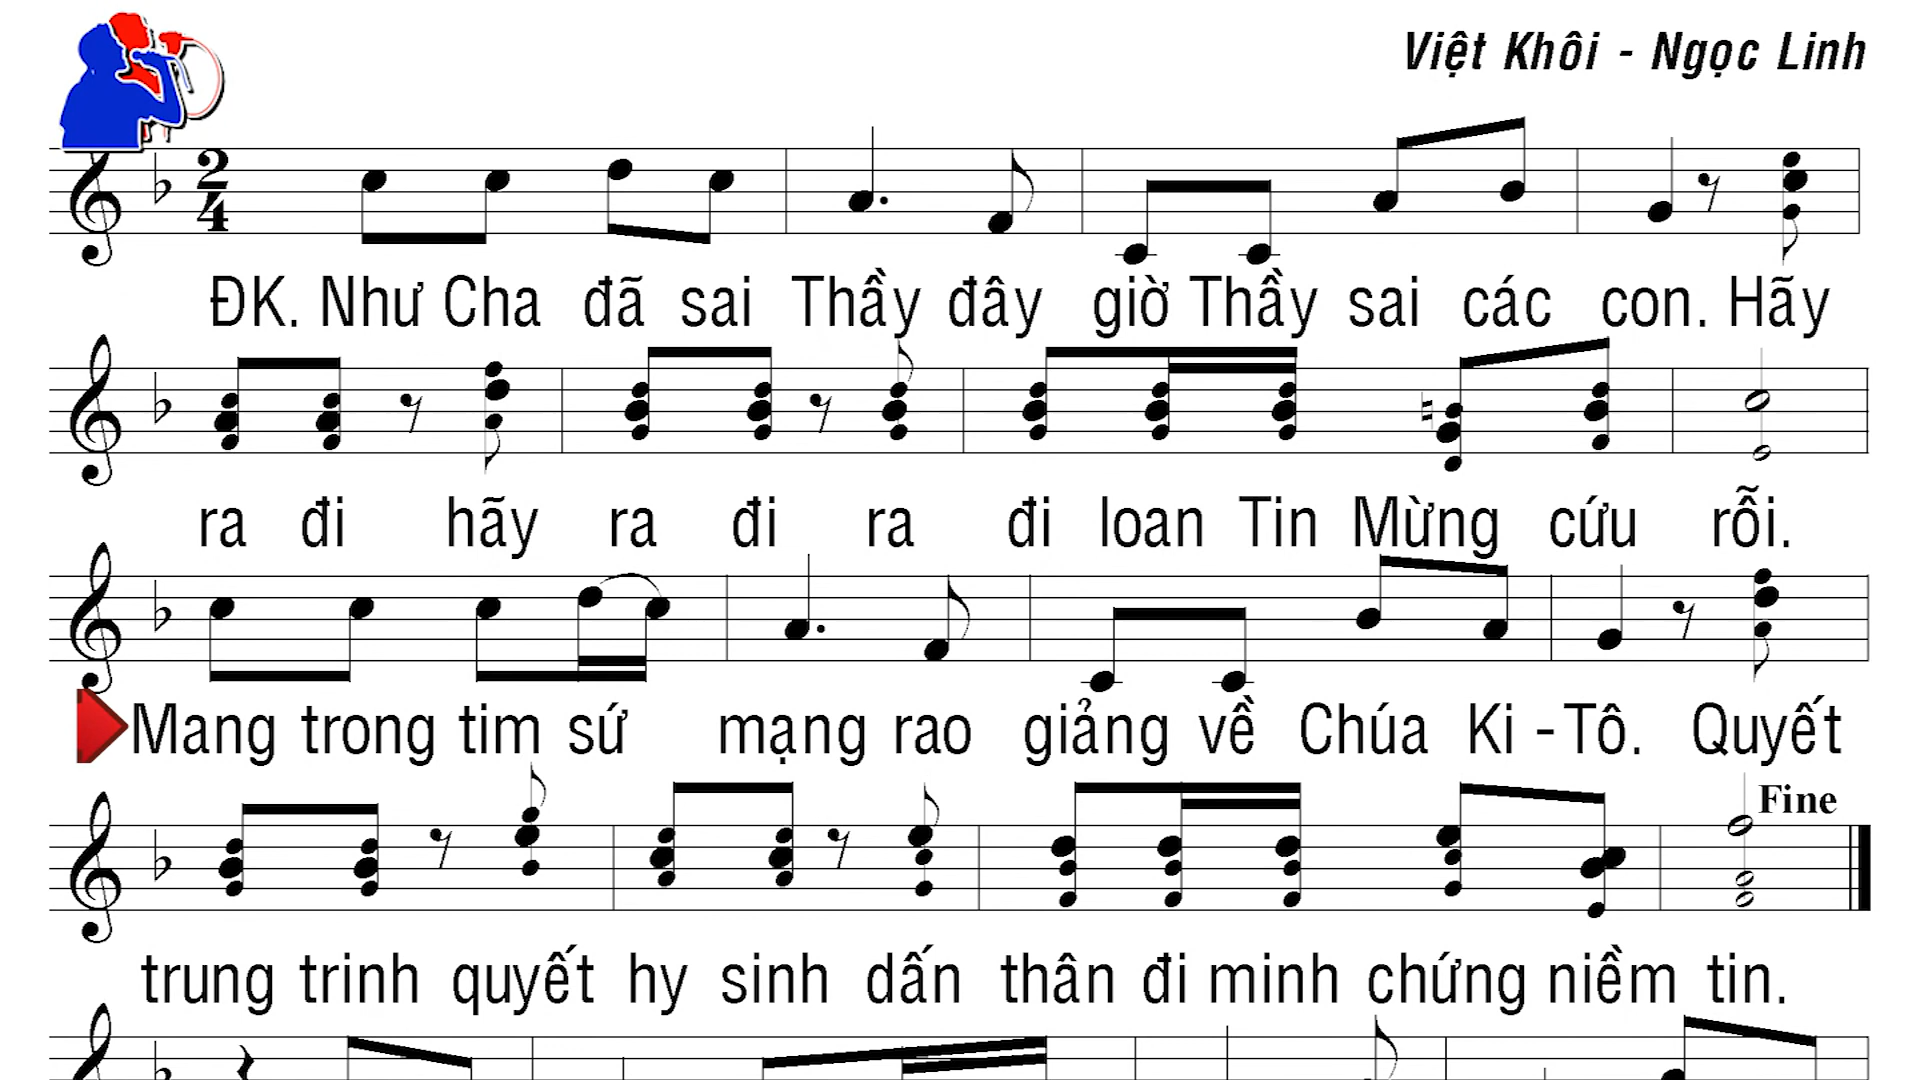 Việt Khôi - Ngọc Linh
2
4
ĐK. Như Cha đã sai Thầy đây giờ Thầy sai các con. Hãy
ra đi hãy ra đi ra đi loan Tin Mừng cứu rỗi.
Mang trong tim sứ mạng rao giảng về Chúa Ki - Tô. Quyết
Fine
trung trinh quyết hy sinh dấn thân đi minh chứng niềm tin.